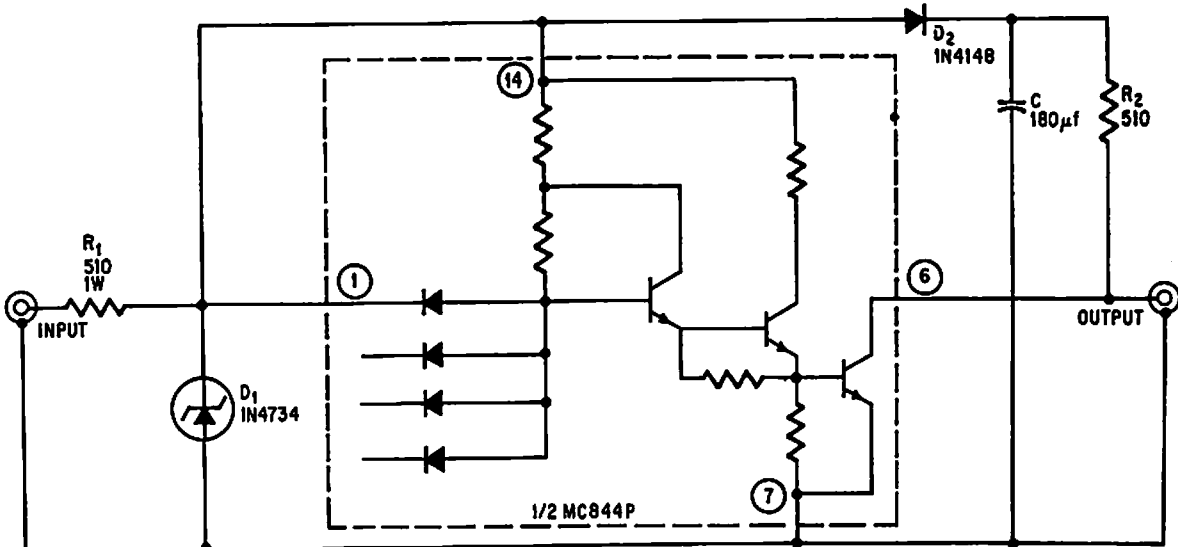 14
D2
1N4148
C
180µf
R2
510
R1
510
1W
1
6
INPUT
OUTPUT
D1
1N4734
7
1/2 MC844P